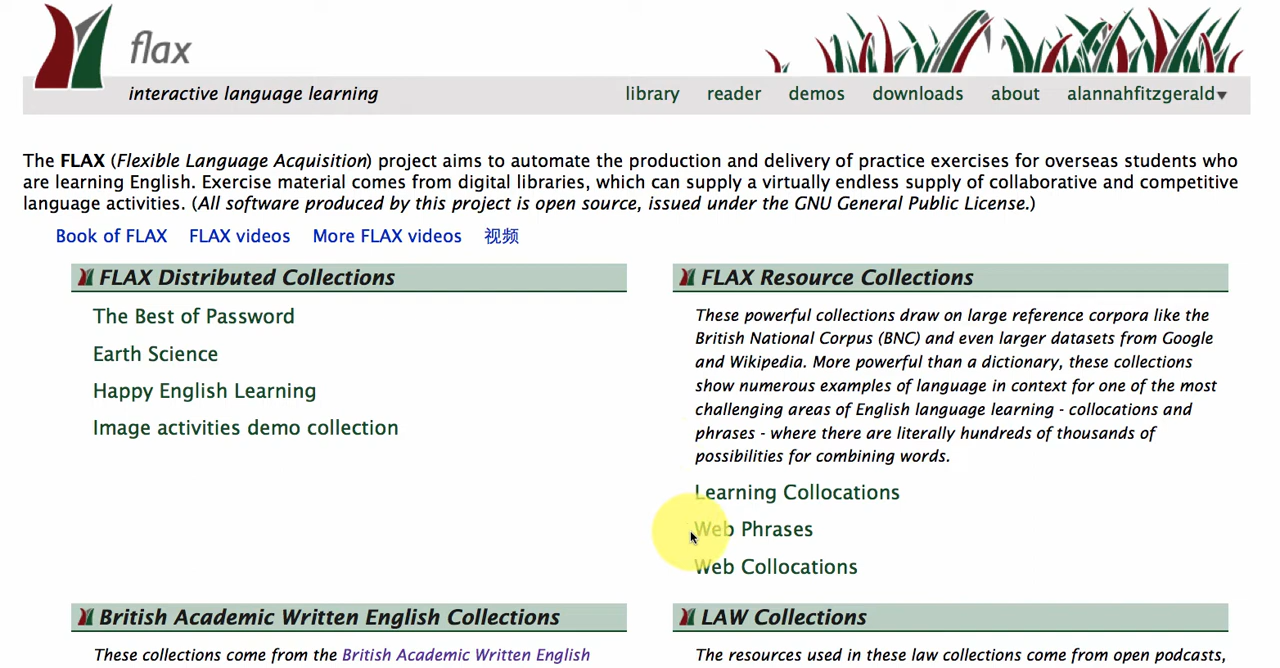 flax
interactive language learning
library reader demos downloads about alannahfitzgerald▾
The FLAX (Flexible Language Acquisition) project aims to automate the production and delivery of practice exercises for overseas students who
are learning English. Exercise material comes from digital libraries, which can supply a virtually endless supply of collaborative and competitive
language activities. (All software produced by this project is open source, issued under the GNU General Public License.)
Book of FLAX FLAX videos More FLAX videos 视频
FLAX Distributed Collections
The Best of Password
Earth Science
Happy English Learning
Image activities demo collection
FLAX Resource Collections
These powerful collections draw on large reference corpora like the
British National Corpus (BNC) and even larger datasets from Google
and Wikipedia. More powerful than a dictionary, these collections
show numerous examples of language in context for one of the most
challenging areas of English language learning - collocations and
phrases - where there are literally hundreds of thousands of
possibilities for combining words.
Learning Collocations
Web Phrases
Web Collocations
British Academic Written English Collections
These collections come from the British Academic Written English
LAW Collections
The resources used in these law collections come from open podcasts,